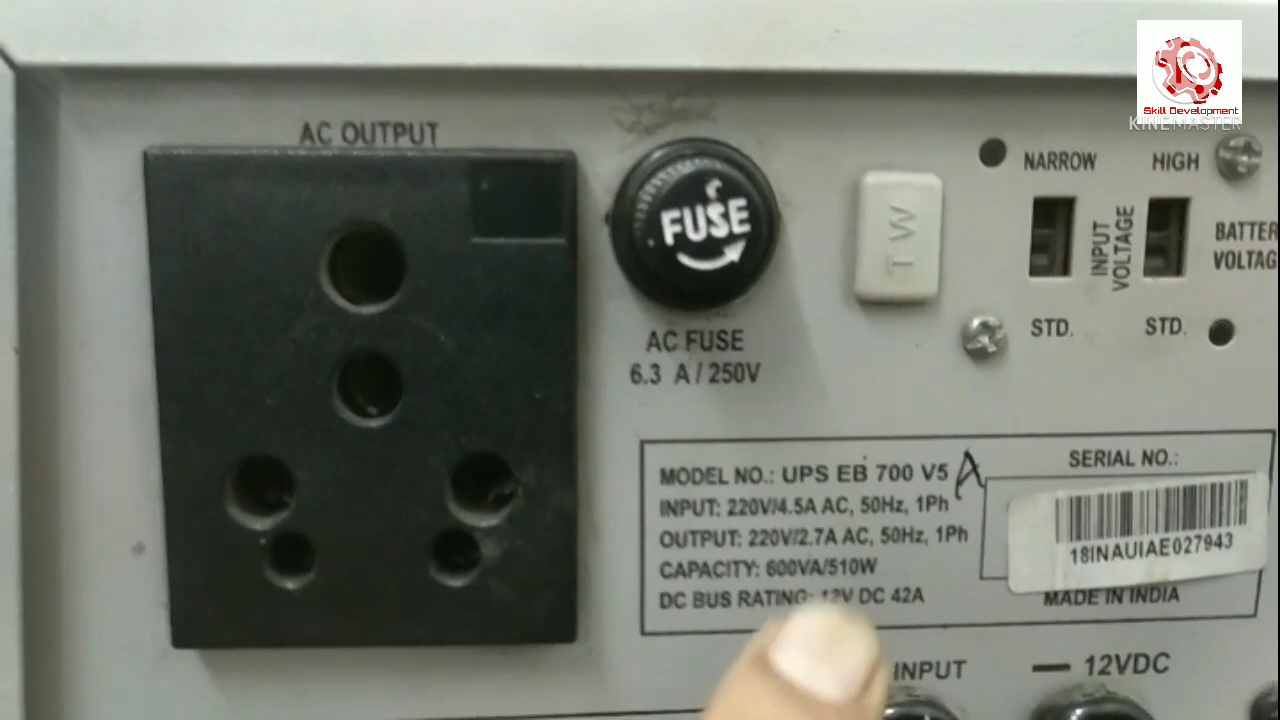 Skill Development
KINEMASTER
AC OUTPUT
FUSE
AC FUSE
6.3 A / 250V
TW
NARROW
HIGH
INPUT
VOLTAGE
STD.
STD.
MODEL NO.: UPS EB 700 V5 A
INPUT: 220V/4.5A AC, 50Hz, 1Ph
OUTPUT: 220V/2.7A AC, 50Hz, 1Ph
CAPACITY: 600VA/510W
DC BUS RATING: 12V DC 42A
SERIAL NO.:
18INAUIAE027943
MADE IN INDIA
INPUT
12VDC